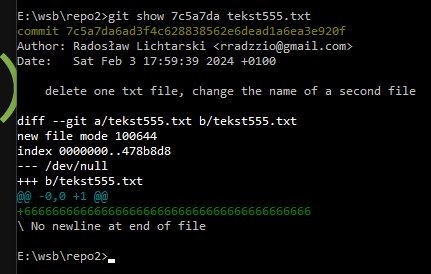 E:\wsb\repo2>git show 7c5a7da tekst555.txt
commit 7c5a7da6ad3f4c628838562e6dead1a6ea3e920f
Author: Radosław Lichtarski <rradzzio@gmail.com>
Date:   Sat Feb 3 17:59:39 2024 +0100
    delete one txt file, change the name of a second file
diff --git a/tekst555.txt b/tekst555.txt
new file mode 100644
index 0000000..478b8d8
--- /dev/null
+++ b/tekst555.txt
@@ -0,0 +1 @@
+66666666666666666666666666666666666666666
\ No newline at end of file
E:\wsb\repo2>